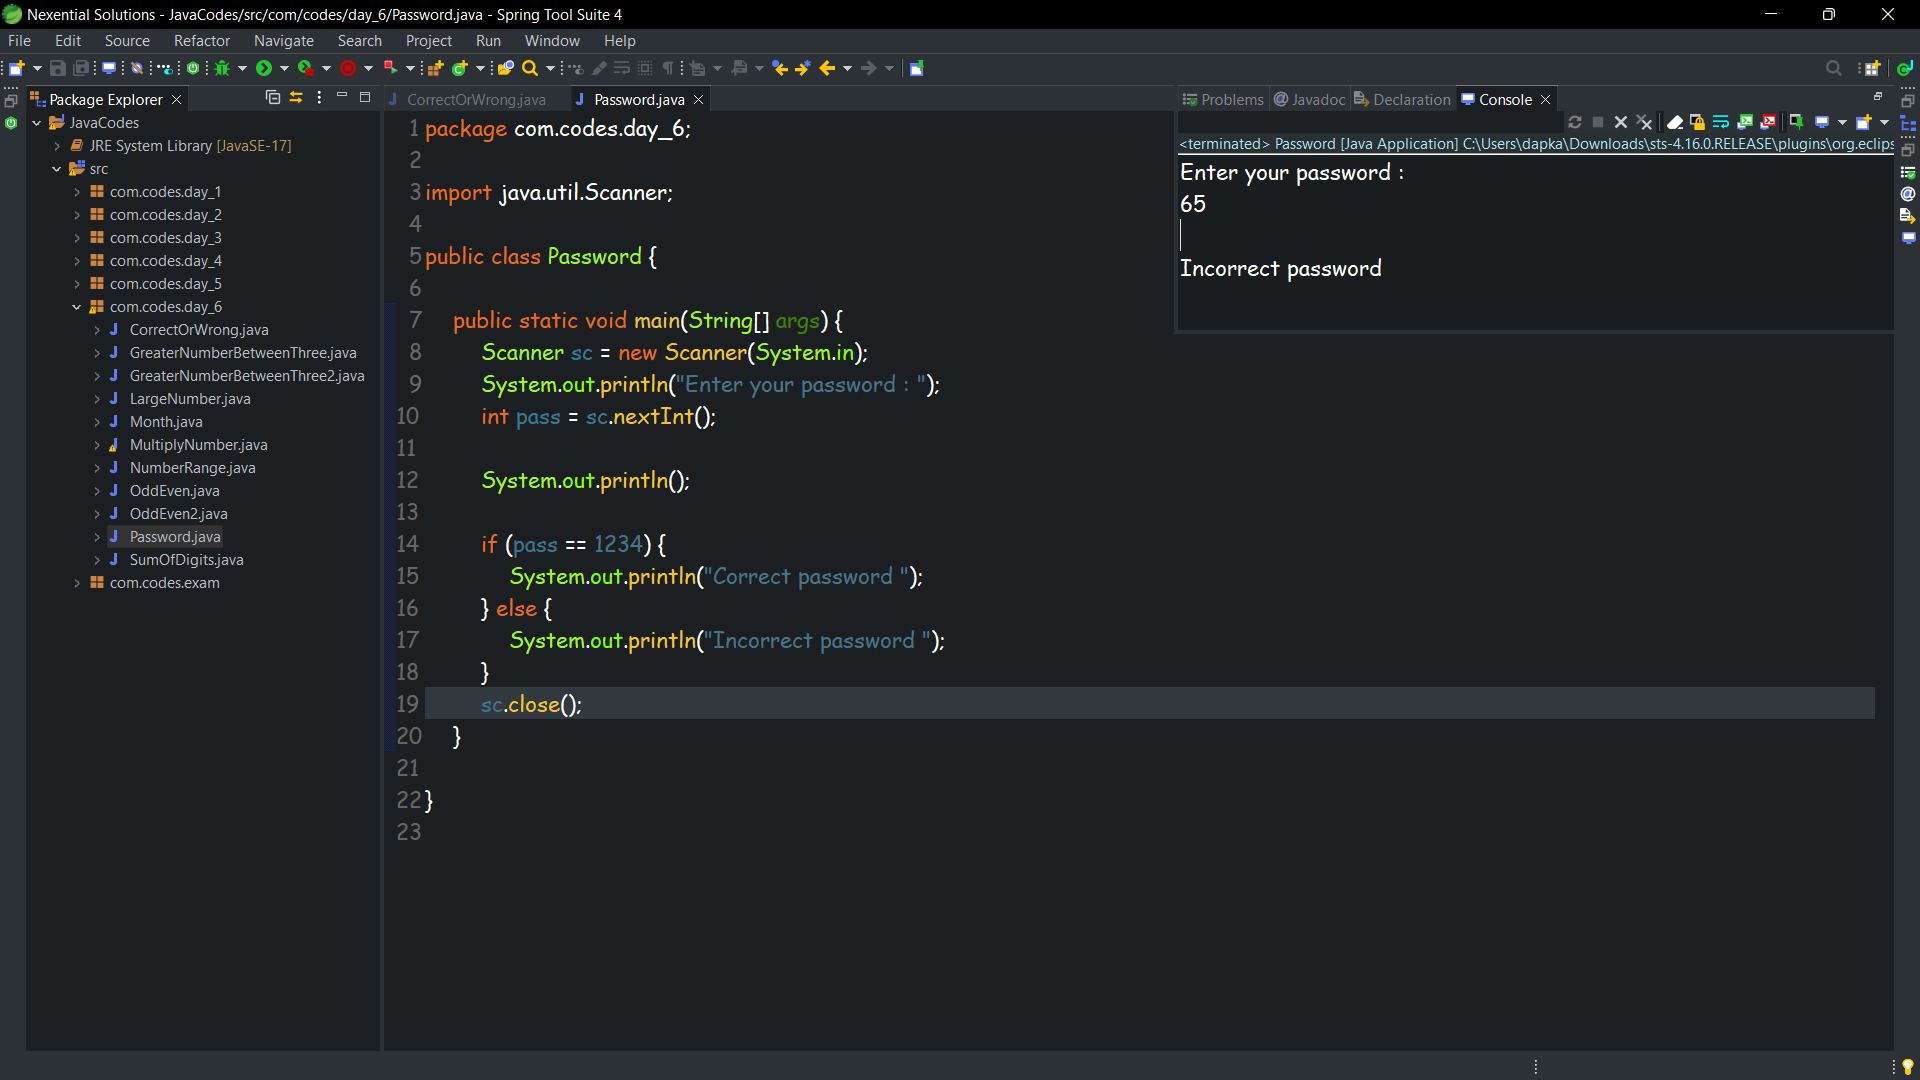 Nexential Solutions - JavaCodes/src/com/codes/day_6/Password.java - Spring Tool Suite 4
File Edit Source Refactor Navigate Search Project Run Window Help
Package Explorer
JavaCodes
JRE System Library [JavaSE-17]
src
com.codes.day_1
com.codes.day_2
com.codes.day_3
com.codes.day_4
com.codes.day_5
com.codes.day_6
CorrectOrWrong.java
GreaterNumberBetweenThree.java
GreaterNumberBetweenThree2.java
LargeNumber.java
Month.java
MultiplyNumber.java
NumberRange.java
OddEven.java
OddEven2.java
Password.java
SumOfDigits.java
com.codes.exam
CorrectOrWrong.java Password.java
1 package com.codes.day_6;
2
3 import java.util.Scanner;
4
5 public class Password {
6
7 public static void main(String[] args) {
8 Scanner sc = new Scanner(System.in);
9 System.out.println("Enter your password : ");
10 int pass = sc.nextInt();
11
12 System.out.println();
13
14 if (pass == 1234) {
15 System.out.println("Correct password ");
16 } else {
17 System.out.println("Incorrect password ");
18 }
19 sc.close();
20 }
21
22 }
23
Problems @ Javadoc Declaration Console
<terminated> Password [Java Application] C:\Users\dapka\Downloads\sts-4.16.0.RELEASE\plugins\org.eclips
Enter your password :
65
Incorrect password